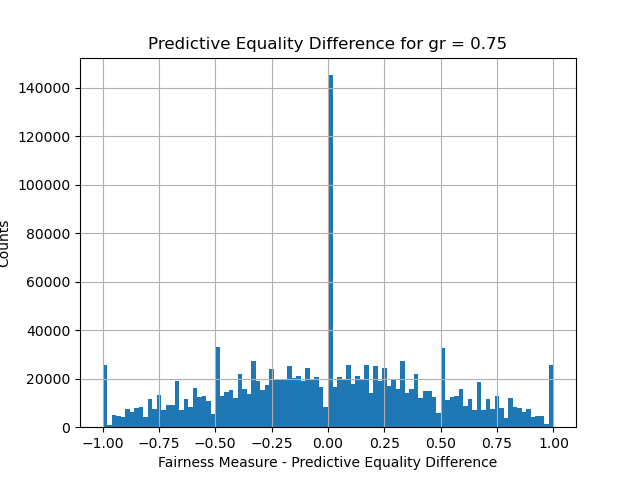 Predictive Equality Difference for gr = 0.75
140000
120000
100000
80000
60000
40000
20000
0
Counts
−1.00 −0.75 −0.50 −0.25 0.00 0.25 0.50 0.75 1.00
Fairness Measure - Predictive Equality Difference